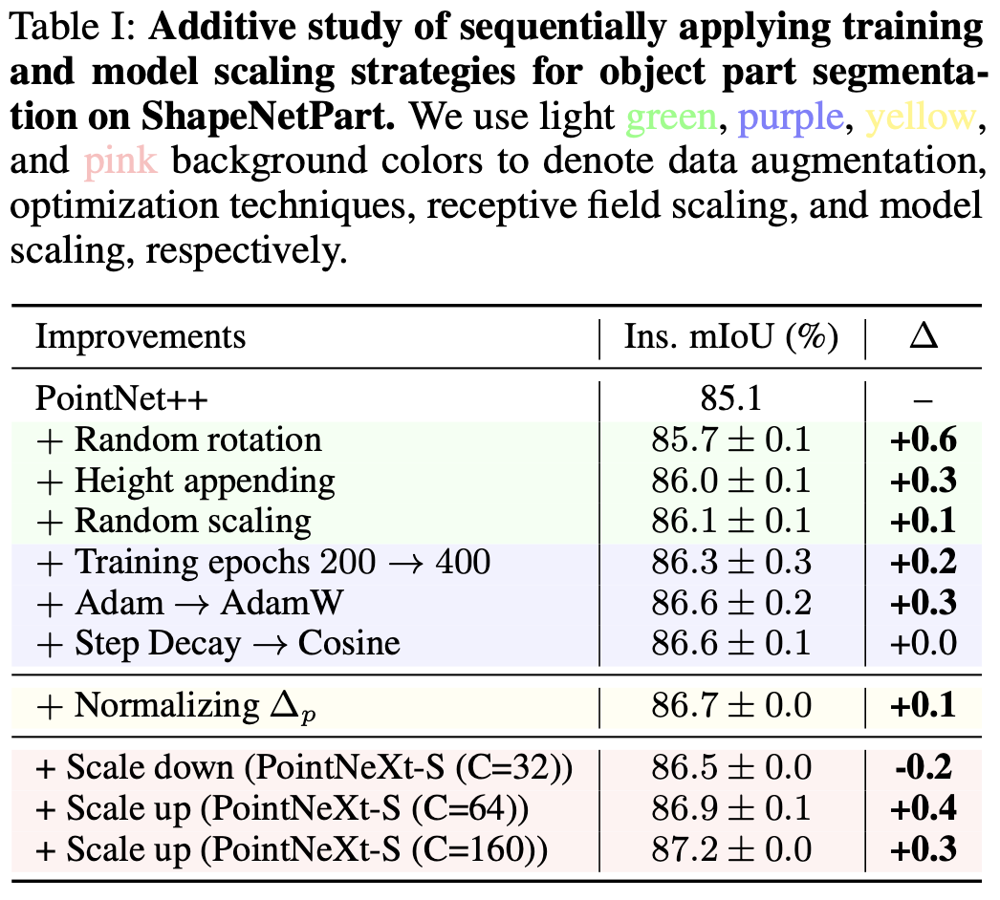 Table I: Additive study of sequentially applying training
and model scaling strategies for object part segmenta-
tion on ShapeNetPart. We use light green, purple, yellow,
and pink background colors to denote data augmentation,
optimization techniques, receptive field scaling, and model
scaling, respectively.
Improvements Ins. mIoU (%) Δ
PointNet++ 85.1 –
+ Random rotation 85.7 ± 0.1 +0.6
+ Height appending 86.0 ± 0.1 +0.3
+ Random scaling 86.1 ± 0.1 +0.1
+ Training epochs 200 → 400 86.3 ± 0.3 +0.2
+ Adam → AdamW 86.6 ± 0.2 +0.3
+ Step Decay → Cosine 86.6 ± 0.1 +0.0
+ Normalizing Δp 86.7 ± 0.0 +0.1
+ Scale down (PointNeXt-S (C=32)) 86.5 ± 0.0 -0.2
+ Scale up (PointNeXt-S (C=64)) 86.9 ± 0.1 +0.4
+ Scale up (PointNeXt-S (C=160)) 87.2 ± 0.0 +0.3